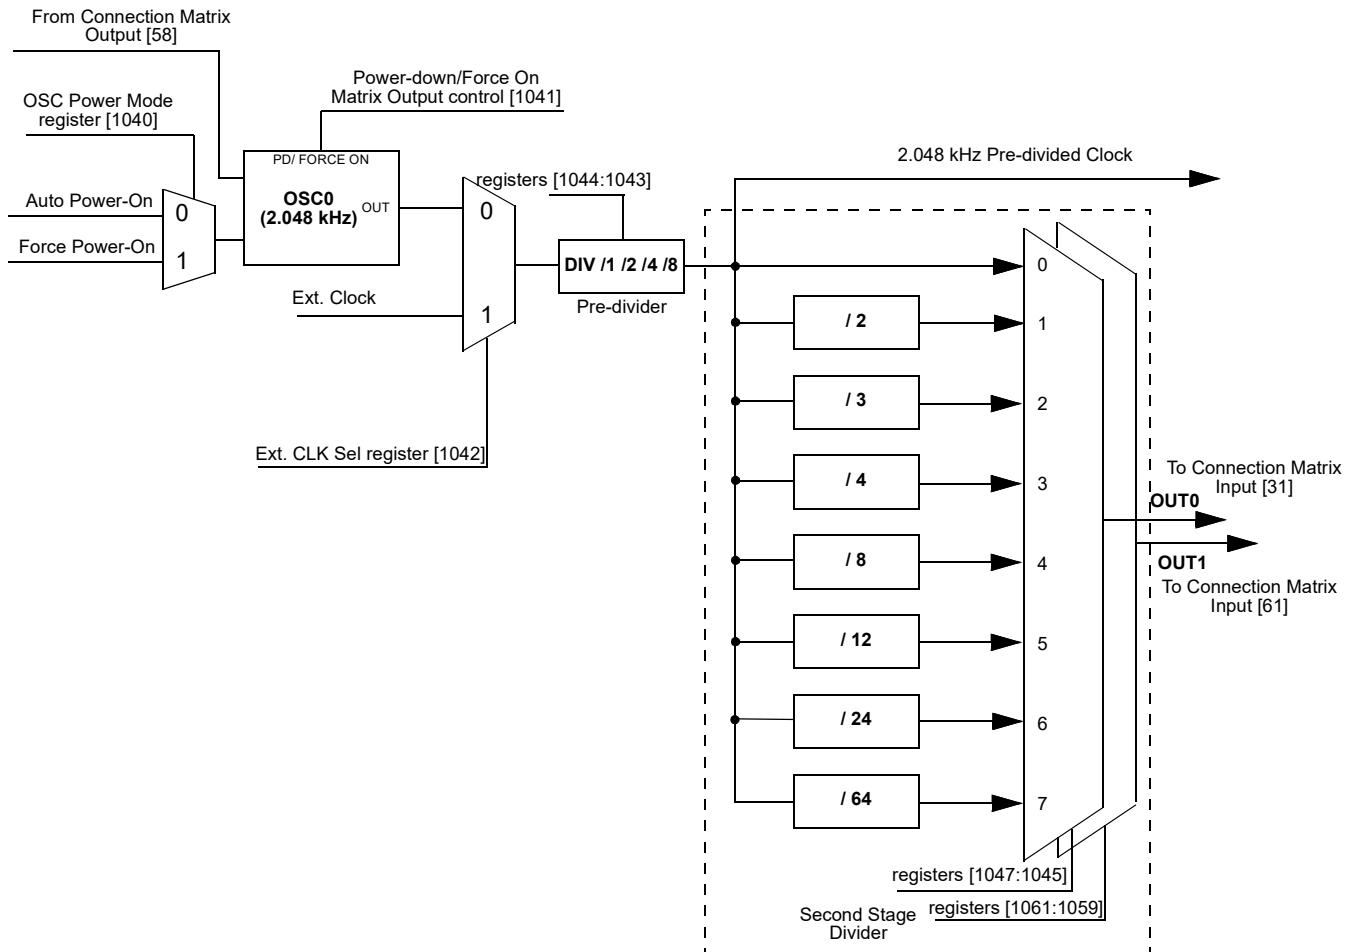 From Connection Matrix
Output [58]
Power-down/Force On
Matrix Output control [1041]
OSC Power Mode
register [1040]
PD/ FORCE ON
OSC0
(2.048 kHz)
OUT
Auto Power-On
0
Force Power-On
1
0
1
Ext. Clock
Ext. CLK Sel register [1042]
registers [1044:1043]
DIV /1 /2 /4 /8
Pre-divider
2.048 kHz Pre-divided Clock
0
/ 2
1
/ 3
2
/ 4
3
/ 8
4
/ 12
5
/ 24
6
/ 64
7
To Connection Matrix
Input [31]
OUT0
OUT1
To Connection Matrix
Input [61]
registers [1047:1045]
registers [1061:1059]
Second Stage
Divider